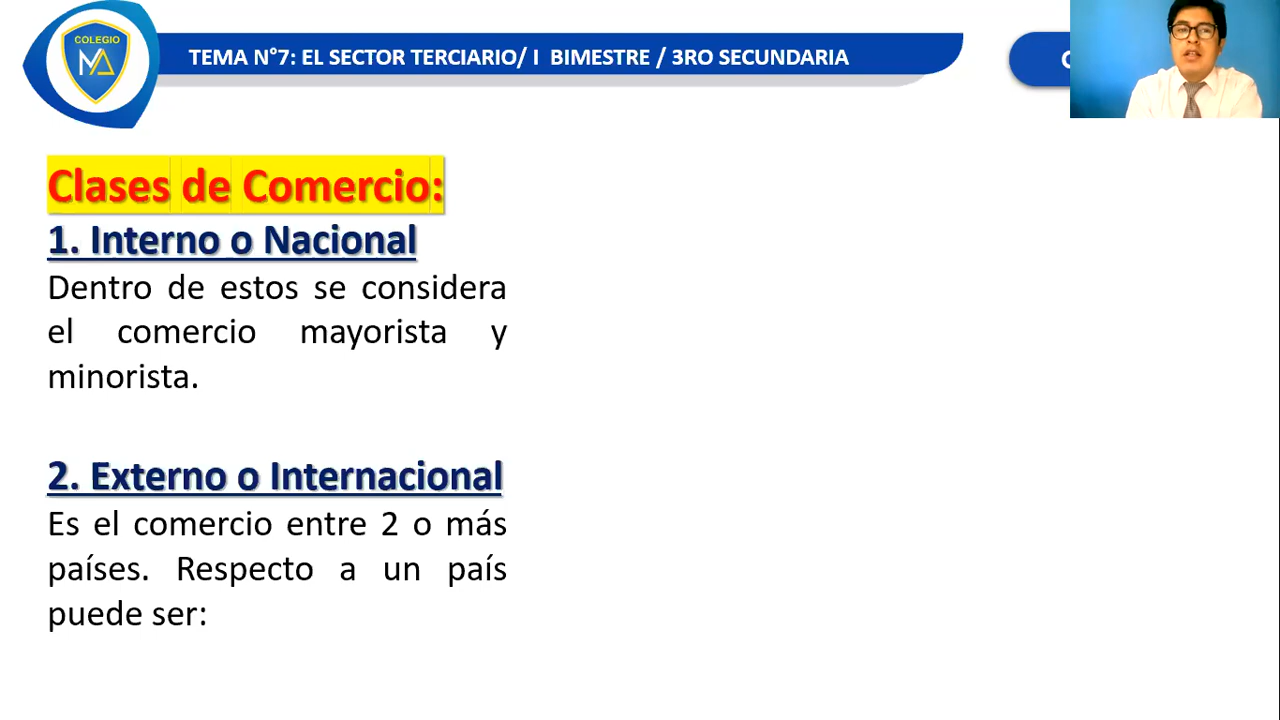 COLEGIO
MA
TEMA N°7: EL SECTOR TERCIARIO/ I BIMESTRE / 3RO SECUNDARIA
Clases de Comercio:
1. Interno o Nacional
Dentro de estos se considera
el comercio mayorista y
minorista.
2. Externo o Internacional
Es el comercio entre 2 o más
países. Respecto a un país
puede ser: